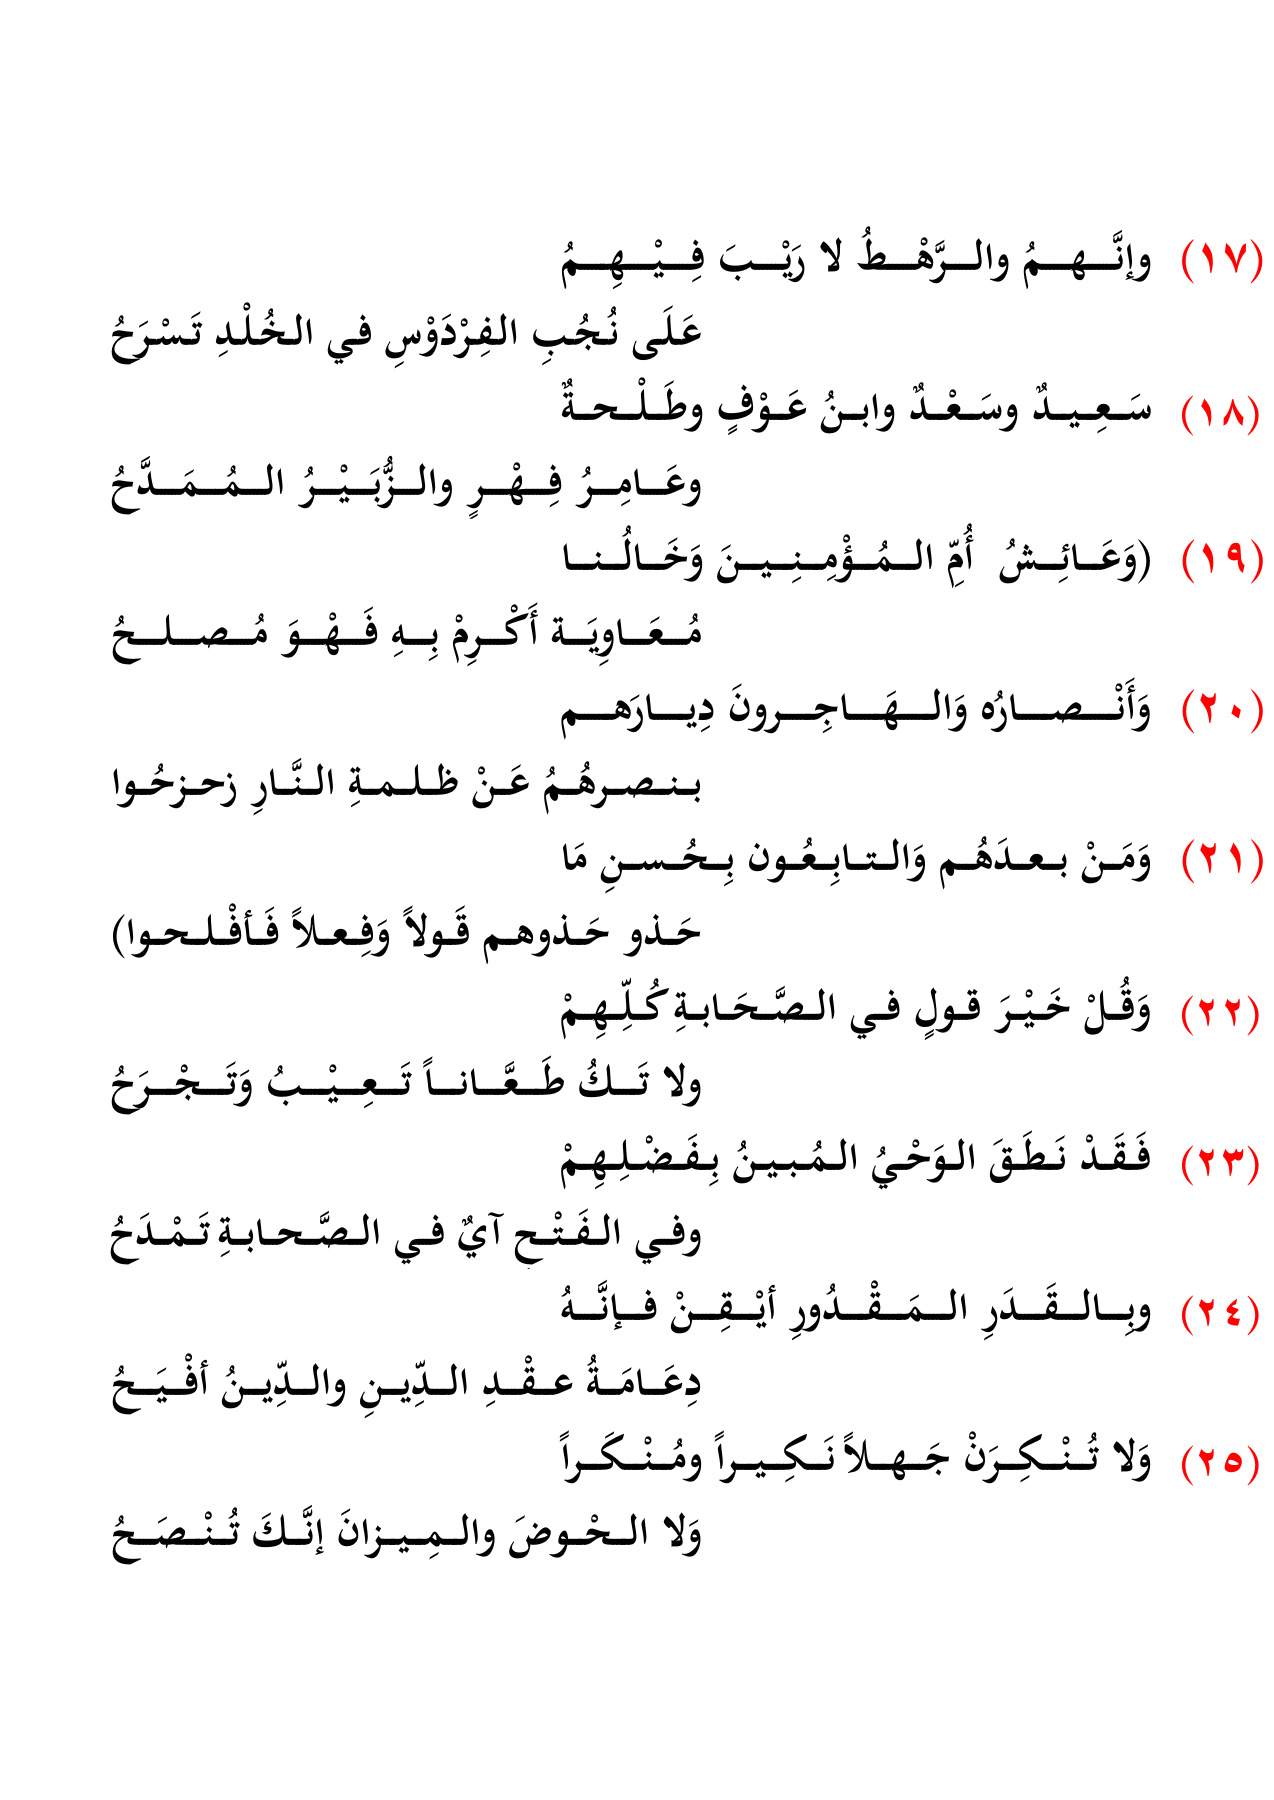 (١٧) وإنَّهمُ والرَّهْطُ لا رَيْبَ فِيْهِمُ
عَلَى نُجُبِ الفِرْدَوْسِ في الخُلْدِ تَسْرَحُ
(١٨) سَعِيدٌ وسَعْدٌ وابنُ عَوْفٍ وطَلْحةٌ
وعَامِرُ فِهْرٍ والزُّبَيْرُ المُمَدَّحُ
(١٩) (وَعَائِشُ أُمِّ المُؤْمِنِينَ وَخَالُنا
مُعَاوِيَة أَكْرِمْ بِهِ فَهْوَ مُصلحُ
(٢٠) وَأَنْصارُه وَالهَاجِرونَ دِيارَهم
بنصرهُمُ عَنْ ظلمةِ النَّارِ زحزحُوا
(٢١) وَمَنْ بعدَهُم وَالتابِعُون بِحُسنِ مَا
حَذو حَذوهم قَولاً وَفِعلاً فَأفْلحوا)
(٢٢) وَقُلْ خَيْرَ قولٍ في الصَّحَابةِ كُلِّهِمْ
ولا تَكُ طَعَّاناً تَعِيْبُ وَتَجْرَحُ
(٢٣) فَقَدْ نَطَقَ الوَحْيُ المُبينُ بِفَضْلِهِمْ
وفي الفَتْحِ آيٌ في الصَّحابةِ تَمْدَحُ
(٢٤) وبِالقَدَرِ المَقْدُورِ أيْقِنْ فإنَّهُ
دِعَامَةُ عقْدِ الدِّينِ والدِّينُ أفْيَحُ
(٢٥) وَلا تُنْكِرَنْ جَهلاً نَكِيراً ومُنْكَراً
وَلا الحْوضَ والمِيزانَ إنَّكَ تُنْصَحُ